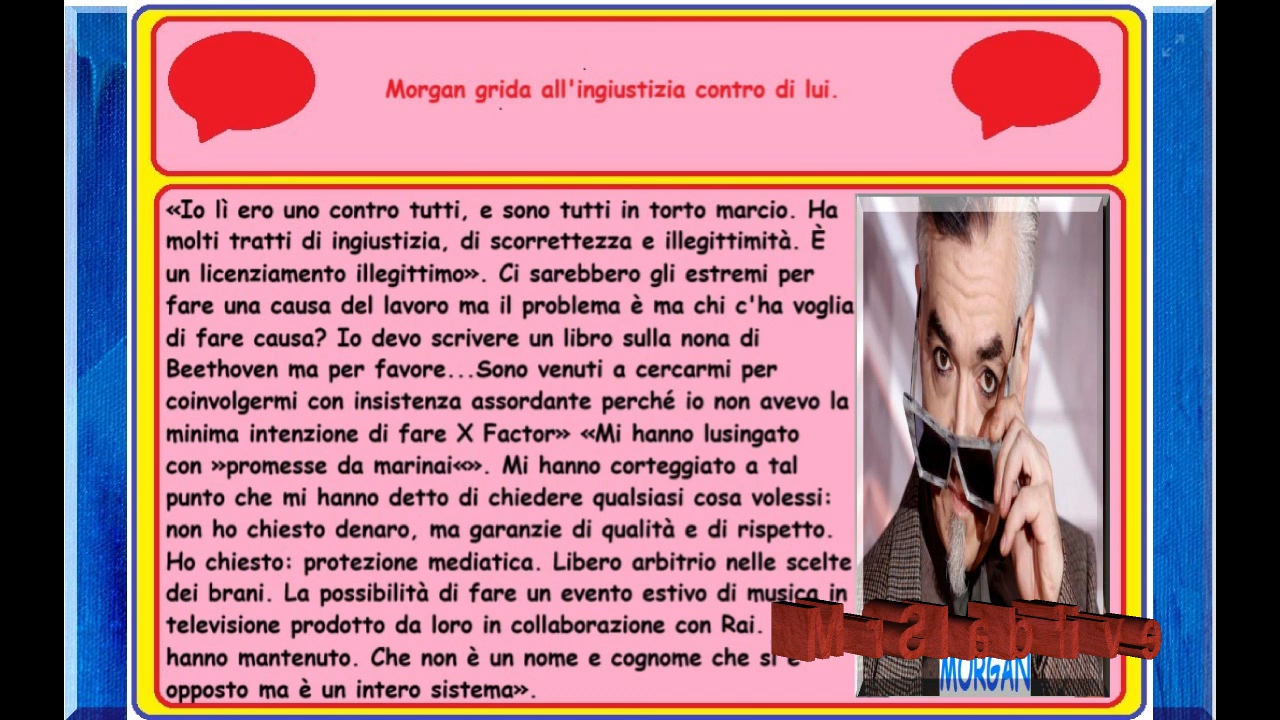 Morgan grida all'ingiustizia contro di lui.
«Io lì ero uno contro tutti, e sono tutti in torto marcio. Ha
molti tratti di ingiustizia, di scorrettezza e illegittimità. È
un licenziamento illegittimo». Ci sarebbero gli estremi per
fare una causa del lavoro ma il problema è ma chi c'ha voglia
di fare causa? Io devo scrivere un libro sulla nona di
Beethoven ma per favore...Sono venuti a cercarmi per
coinvolgermi con insistenza assordante perché io non avevo la
minima intenzione di fare X Factor» «Mi hanno lusingato
con »promesse da marinai«»». Mi hanno corteggiato a tal
punto che mi hanno detto di chiedere qualsiasi cosa volessi:
non ho chiesto denaro, ma garanzie di qualità e di rispetto.
Ho chiesto: protezione mediatica. Libero arbitrio nelle scelte
dei brani. La possibilità di fare un evento estivo di musica in
televisione prodotto da loro in collaborazione con Rai.
hanno mantenuto. Che non è un nome e cognome che si è
opposto ma è un intero sistema».
MORGAN